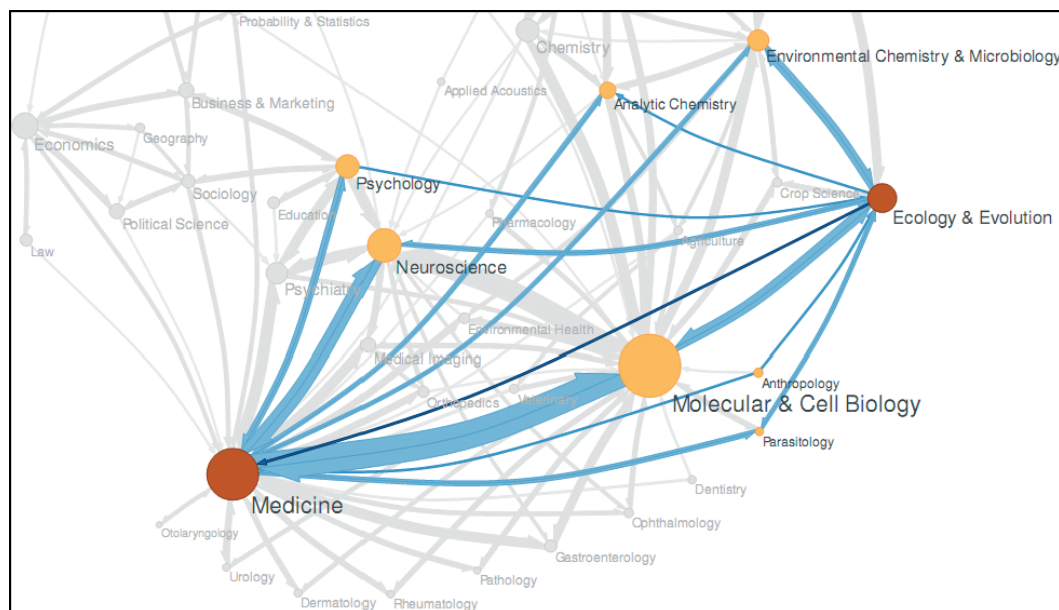 Probability & Statistics
Chemistry
Environmental Chemistry & Microbiology
Applied Acoustics
Analytic Chemistry
Business & Marketing
Geography
Economics
Psychology
Sociology
Crop Science
Education
Ecology & Evolution
Political Science
Pharmacology
Law
Agriculture
Neuroscience
Psychiatry
Environmental Health
Medical Imaging
Anthropology
Orthopedics
Veterinary
Molecular & Cell Biology
Parasitology
Dentistry
Medicine
Ophthalmology
Otolaryngology
Gastroenterology
Urology
Pathology
Dermatology
Rheumatology